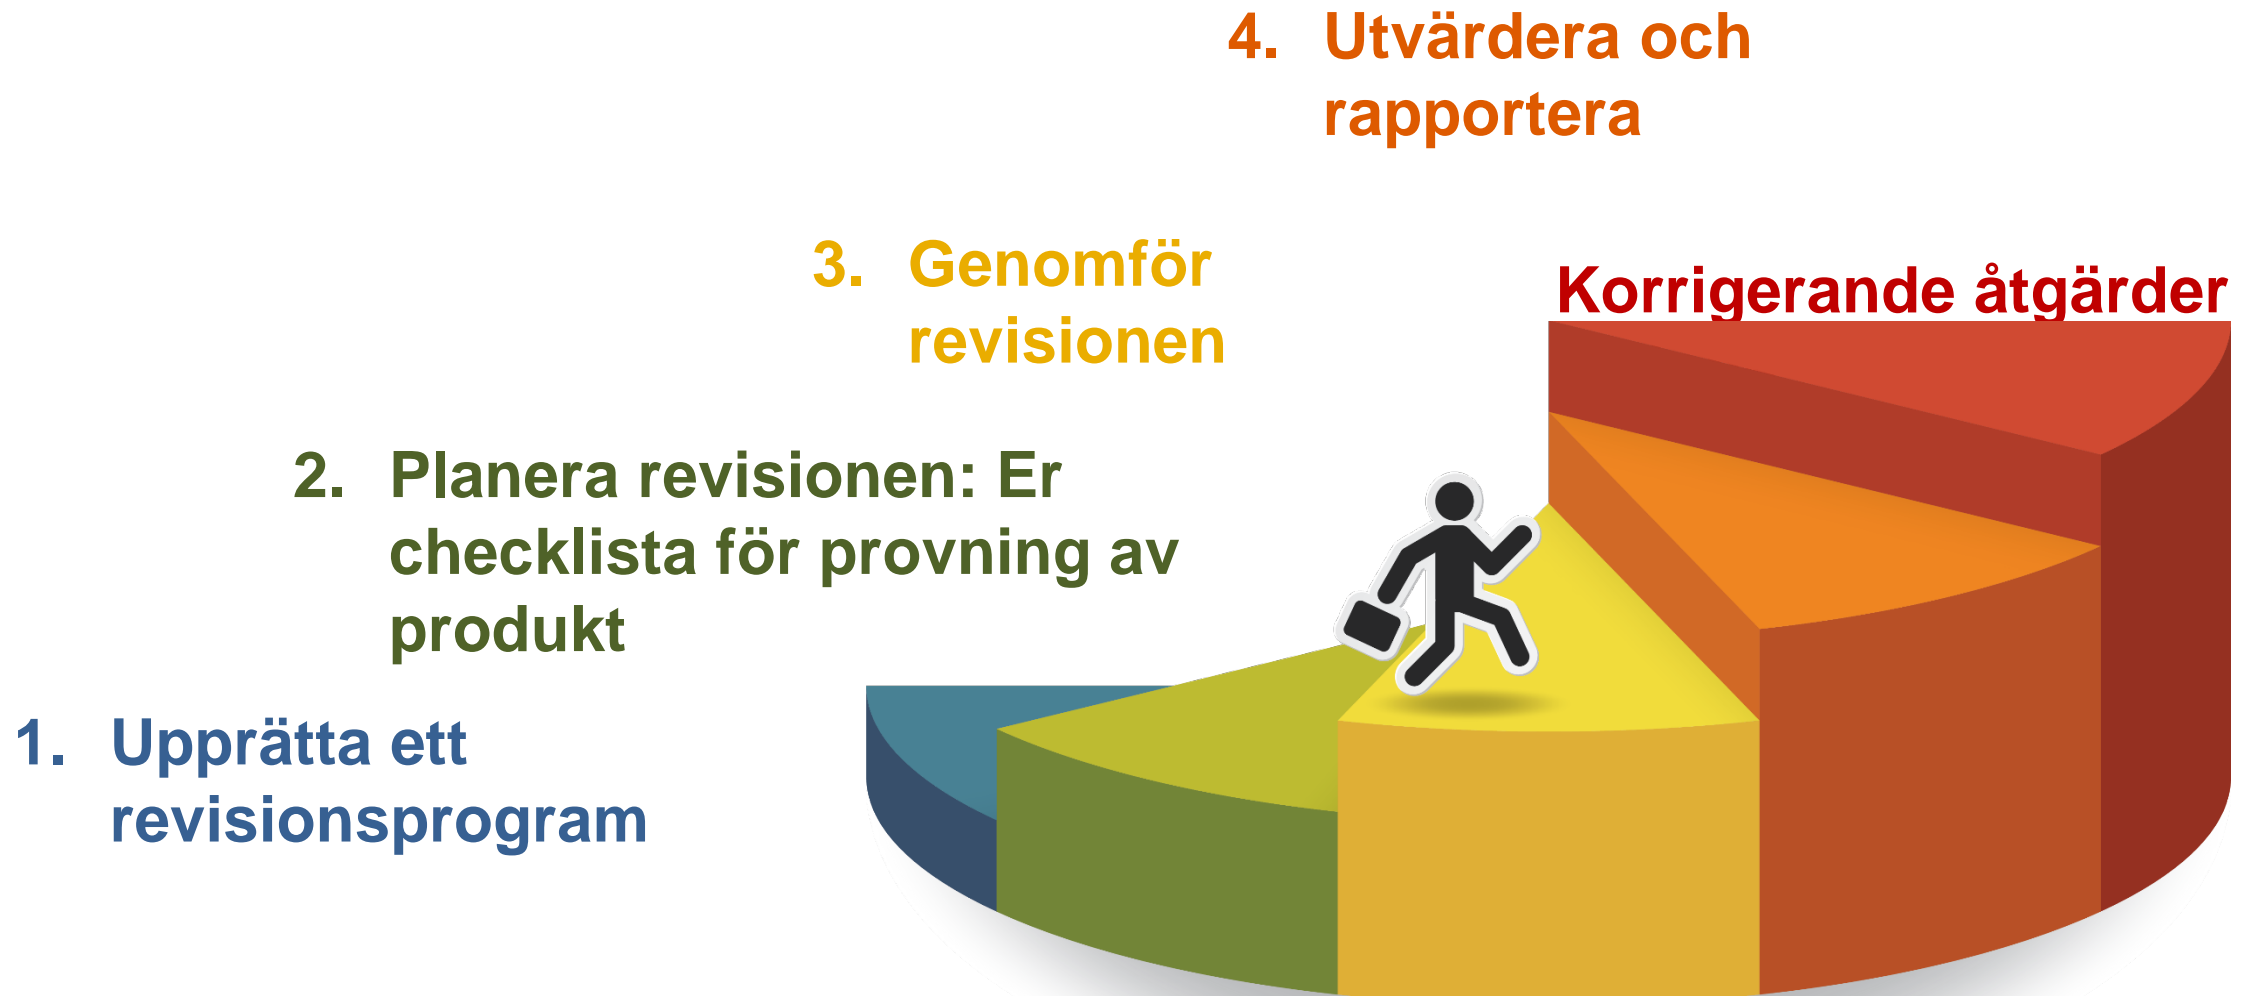 4. Utvärdera och
rapportera
3. Genomför
revisionen
Korrigerande åtgärder
2. Planera revisionen: Er
checklista för provning av
produkt
1. Upprätta ett
revisionsprogram